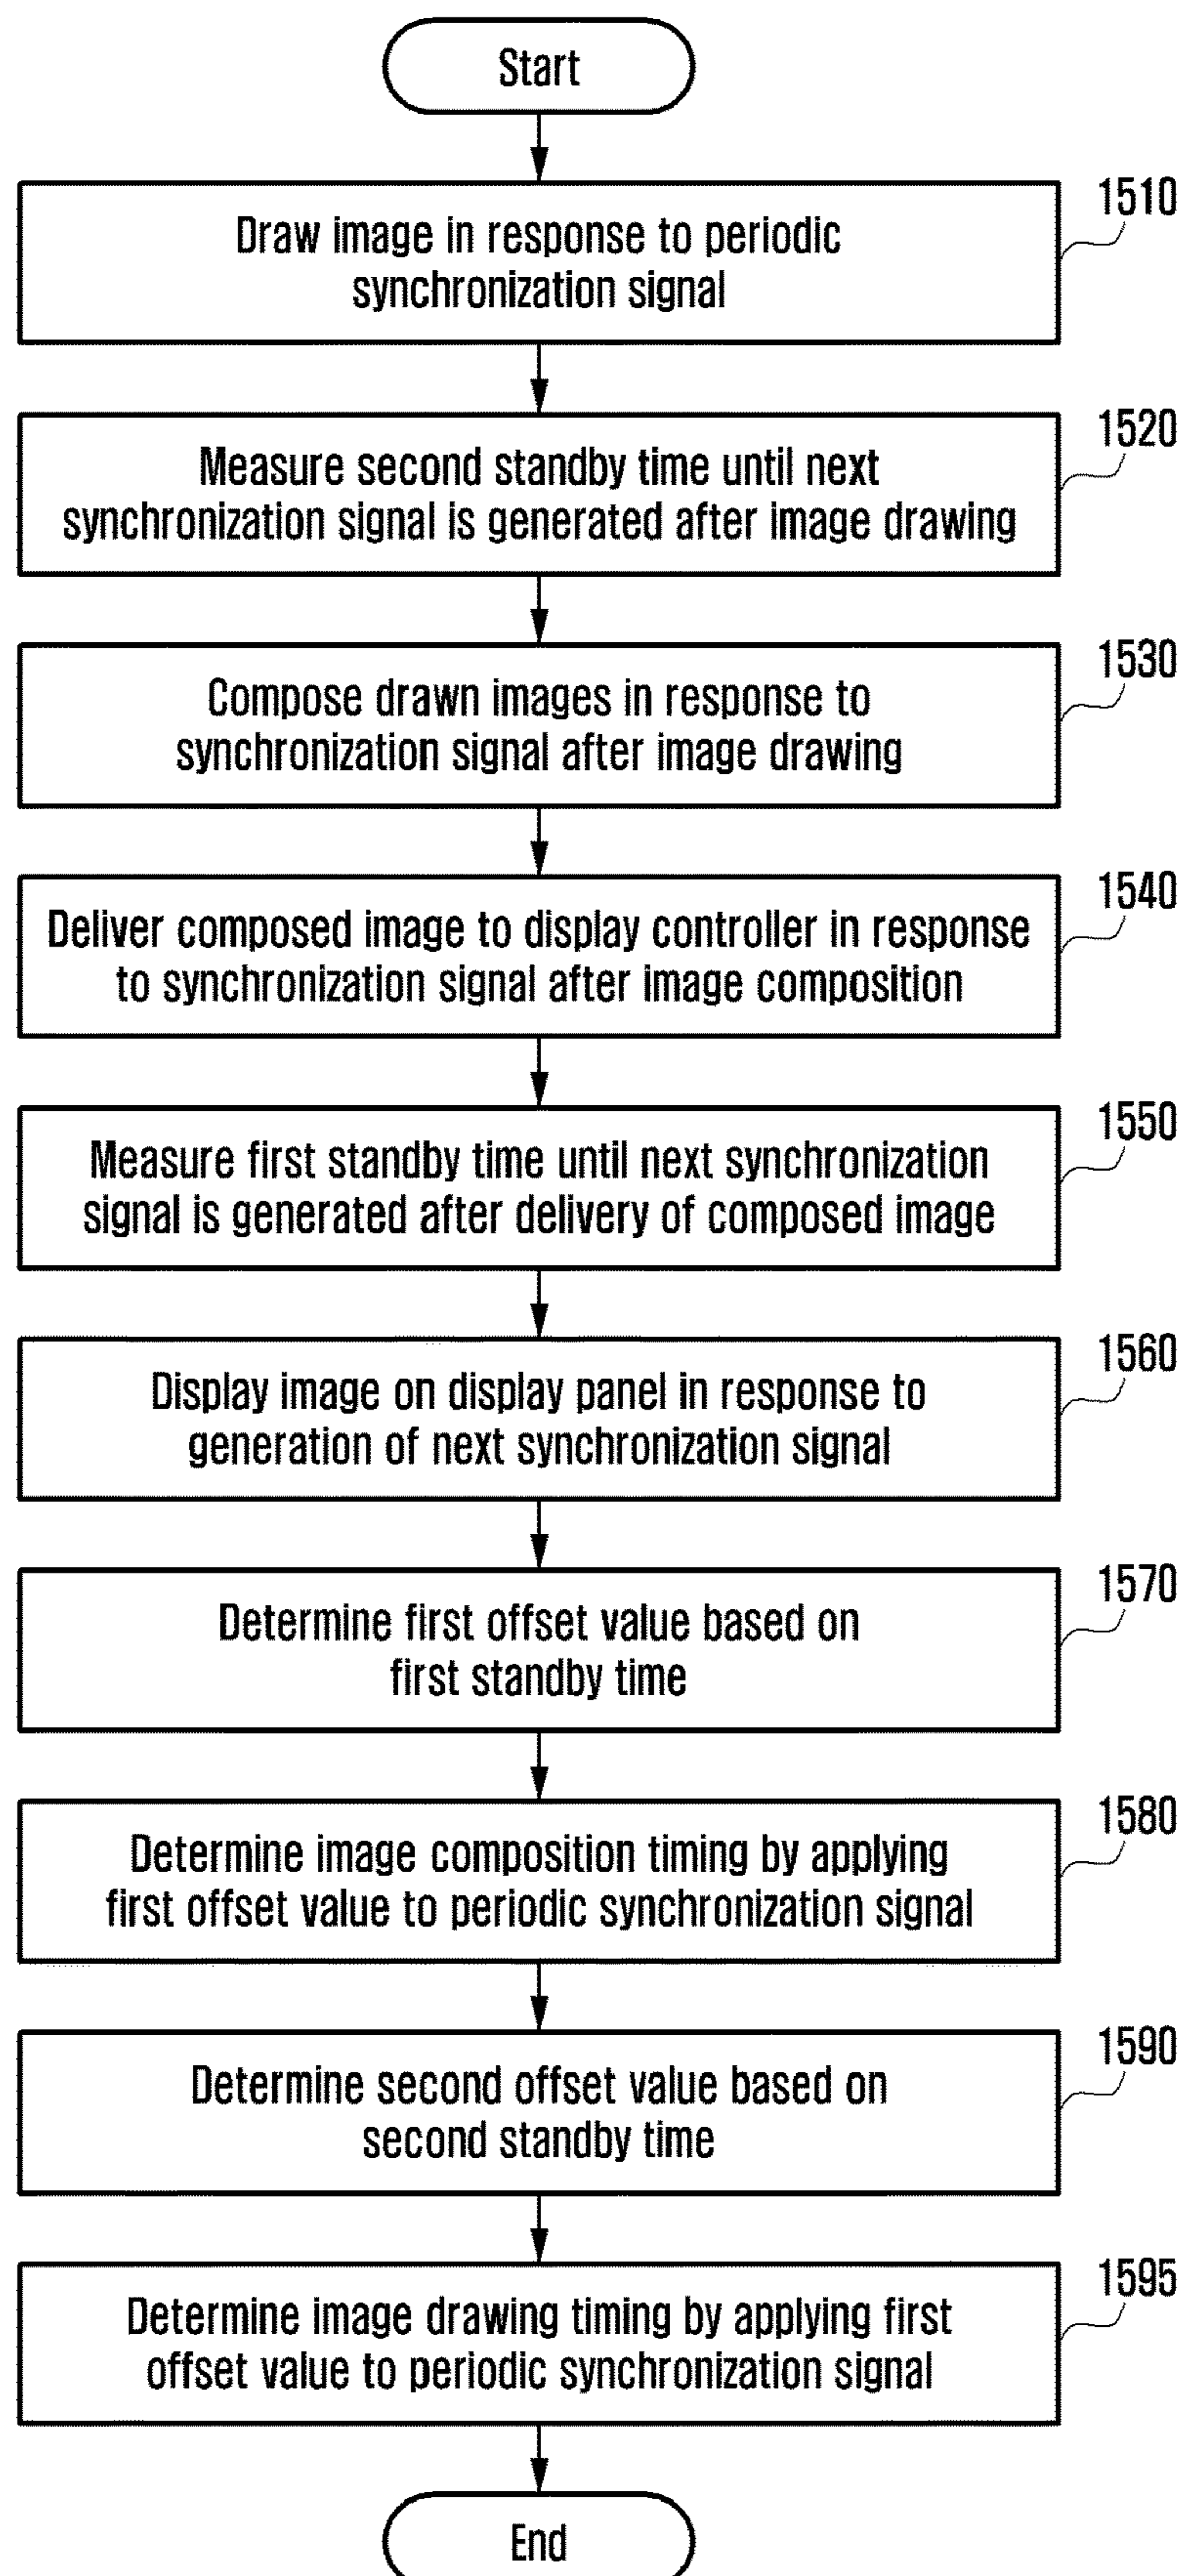 Start
1510
Draw image in response to periodic
synchronization signal
1520
Measure second standby time until next
synchronization signal is generated after image drawing
1530
Compose drawn images in response to
synchronization signal after image drawing
1540
Deliver composed image to display controller in response
to synchronization signal after image composition
1550
Measure first standby time until next synchronization
signal is generated after delivery of composed image
1560
Display image on display panel in response to
generation of next synchronization signal
1570
Determine first offset value based on
first standby time
1580
Determine image composition timing by applying
first offset value to periodic synchronization signal
1590
Determine second offset value based on
second standby time
1595
Determine image drawing timing by applying first
offset value to periodic synchronization signal
End